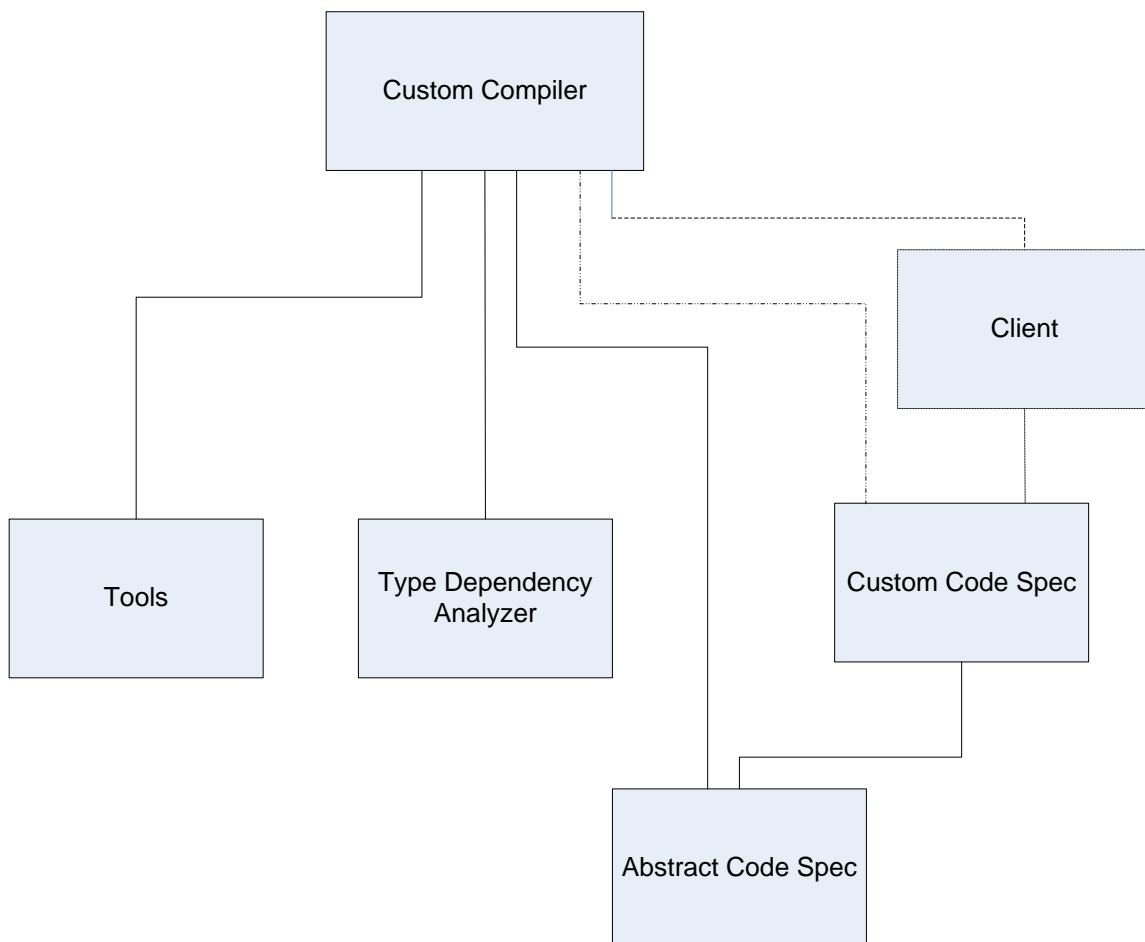 Custom Compiler
Client
Tools
Type Dependency
Analyzer
Custom Code Spec
Abstract Code Spec